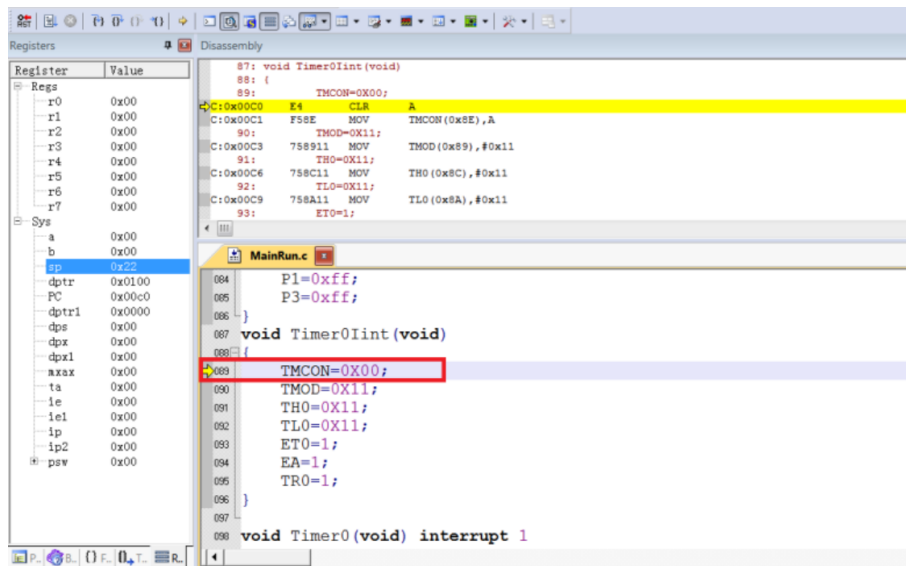 RST
Registers
Disassembly
Register Value
Regs
r0 0x00
r1 0x00
r2 0x00
r3 0x00
r4 0x00
r5 0x00
r6 0x00
r7 0x00
Sys
a 0x00
b 0x00
sp 0x22
dptr 0x0100
PC 0x00c0
dptr1 0x0000
dps 0x00
dpx 0x00
dpx1 0x00
mxax 0x00
ta 0x00
ie 0x00
ie1 0x00
ip 0x00
ip2 0x00
psw 0x00
P... B... {} F... 0 T... R...
87: void Timer0Iint(void)
88: {
89: TMCON=0X00;
C:0x00C0 E4 CLR A
C:0x00C1 F58E MOV TMCON(0x8E),A
90: TMOD=0X11;
C:0x00C3 758911 MOV TMOD(0x89),#0x11
91: TH0=0X11;
C:0x00C6 758C11 MOV TH0(0x8C),#0x11
92: TL0=0X11;
C:0x00C9 758A11 MOV TL0(0x8A),#0x11
93: ET0=1;
MainRun.c
084 P1=0xff;
085 P3=0xff;
086 }
087 void Timer0Iint(void)
088 {
089 TMCON=0X00;
090 TMOD=0X11;
091 TH0=0X11;
092 TL0=0X11;
093 ET0=1;
094 EA=1;
095 TR0=1;
096 }
097
098 void Timer0(void) interrupt 1